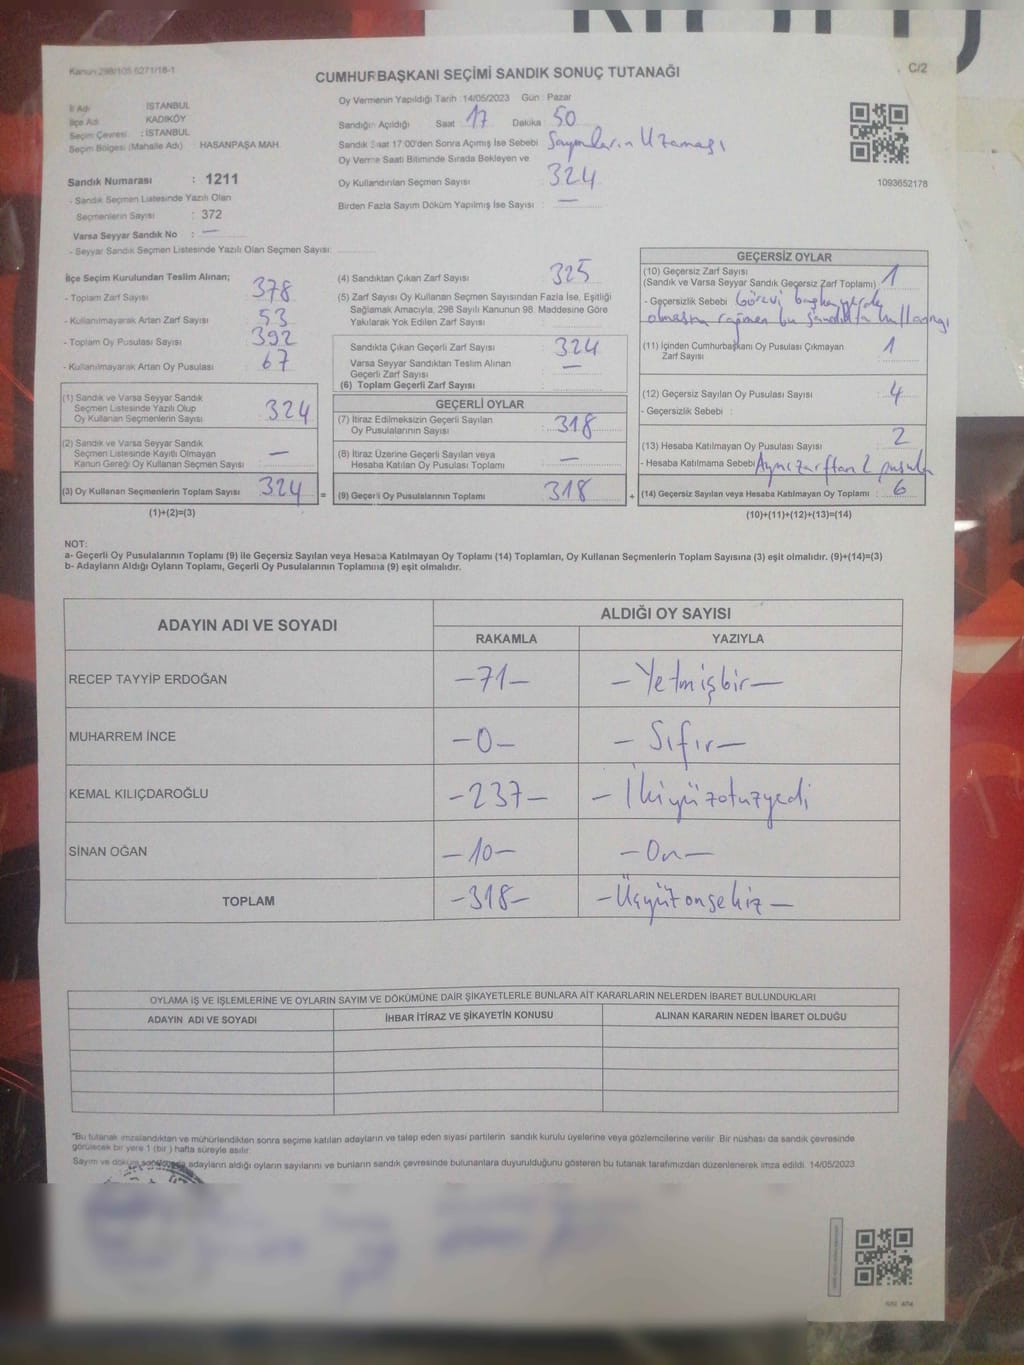 Kanun 298/105 6271/18-1
CUMHURBAŞKANI SEÇİMİ SANDIK SONUÇ TUTANAĞI
C/2
İl Adı : İSTANBUL
İlçe Adı : KADIKÖY
Seçim Çevresi : İSTANBUL
Seçim Bölgesi (Mahalle Adı) HASANPAŞA MAH.
Sandık Numarası : 1211
- Sandık Seçmen Listesinde Yazılı Olan
Seçmenlerin Sayısı : 372
Varsa Seyyar Sandık No : —
- Seyyar Sandık Seçmen Listesinde Yazılı Olan Seçmen Sayısı:
Oy Vermenin Yapıldığı Tarih : 14/05/2023 Gün : Pazar
Sandığın Açıldığı Saat 17 Dakika 50
Sandık Saat 17:00'den Sonra Açımış İse Sebebi Sayımların Uzaması
Oy Verme Saati Bitiminde Sırada Bekleyen ve
Oy Kullandırılan Seçmen Sayısı 324
Birden Fazla Sayım Döküm Yapılmış İse Sayısı : —
1093652178
İlçe Seçim Kurulundan Teslim Alınan;
- Toplam Zarf Sayısı 378
- Kullanılmayarak Artan Zarf Sayısı 53
- Toplam Oy Pusulası Sayısı 392
- Kullanılmayarak Artan Oy Pusulası 67
(1) Sandık ve Varsa Seyyar Sandık
Seçmen Listesinde Yazılı Olup
Oy Kullanan Seçmenlerin Sayısı 324
(2) Sandık ve Varsa Seyyar Sandık
Seçmen Listesinde Kayıtlı Olmayan
Kanun Gereği Oy Kullanan Seçmen Sayısı —
(3) Oy Kullanan Seçmenlerin Toplam Sayısı 324 =
(1)+(2)=(3)
(4) Sandıktan Çıkan Zarf Sayısı 325
(5) Zarf Sayısı Oy Kullanan Seçmen Sayısından Fazla İse, Eşitliği
Sağlamak Amacıyla, 298 Sayılı Kanunun 98. Maddesine Göre
Yakılarak Yok Edilen Zarf Sayısı
Sandıkta Çıkan Geçerli Zarf Sayısı 324
Varsa Seyyar Sandıktan Teslim Alınan
Geçerli Zarf Sayısı —
(6) Toplam Geçerli Zarf Sayısı
GEÇERLİ OYLAR
(7) İtiraz Edilmeksizin Geçerli Sayılan
Oy Pusulalarının Sayısı 318
(8) İtiraz Üzerine Geçerli Sayılan veya
Hesaba Katılan Oy Pusulası Toplamı —
(9) Geçerli Oy Pusulalarının Toplamı 318 +
GEÇERSİZ OYLAR
(10) Geçersiz Zarf Sayısı
(Sandık ve Varsa Seyyar Sandık Geçersiz Zarf Toplamı) 1
- Geçersizlik Sebebi Görevi başka yerde
olmasına rağmen bu sandıkta kullandığı
(11) İçinden Cumhurbaşkanı Oy Pusulası Çıkmayan
Zarf Sayısı 1
(12) Geçersiz Sayılan Oy Pusulası Sayısı 4
- Geçersizlik Sebebi :
(13) Hesaba Katılmayan Oy Pusulası Sayısı 2
- Hesaba Katılmama Sebebi Aynı zarftan 2 pusula
(14) Geçersiz Sayılan veya Hesaba Katılmayan Oy Toplamı : 6
(10)+(11)+(12)+(13)=(14)
NOT:
a- Geçerli Oy Pusulalarının Toplamı (9) ile Geçersiz Sayılan veya Hesaba Katılmayan Oy Toplamı (14) Toplamları, Oy Kullanan Seçmenlerin Toplam Sayısına (3) eşit olmalıdır. (9)+(14)=(3)
b- Adayların Aldığı Oyların Toplamı, Geçerli Oy Pusulalarının Toplamına (9) eşit olmalıdır.
ADAYIN ADI VE SOYADI
ALDIĞI OY SAYISI
RAKAMLA YAZIYLA
RECEP TAYYİP ERDOĞAN —71— —Yetmişbir—
MUHARREM İNCE —0— —Sıfır—
KEMAL KILIÇDAROĞLU —237— —İkiyüzotuzyedi
SİNAN OĞAN —10— —On—
TOPLAM —318— —Üçyüzonsekiz—
OYLAMA İŞ VE İŞLEMLERİNE VE OYLARIN SAYIM VE DÖKÜMÜNE DAİR ŞİKAYETLERLE BUNLARA AİT KARARLARIN NELERDEN İBARET BULUNDUKLARI
ADAYIN ADI VE SOYADI İHBAR İTİRAZ VE ŞİKAYETİN KONUSU ALINAN KARARIN NEDEN İBARET OLDUĞU
"Bu tutanak imzalandıktan ve mühürlendikten sonra seçime katılan adayların ve talep eden siyasi partilerin sandık kurulu üyelerine veya gözlemcilerine verilir. Bir nüshası da sandık çevresinde
görülecek bir yere 1 (bir) hafta süreyle asılır.
Sayım ve döküm adayların aldığı oyların sayılarını ve bunların sandık çevresinde bulunanlara duyurulduğunu gösteren bu tutanak tarafımızdan düzenlenerek imza edildi. 14/05/2023